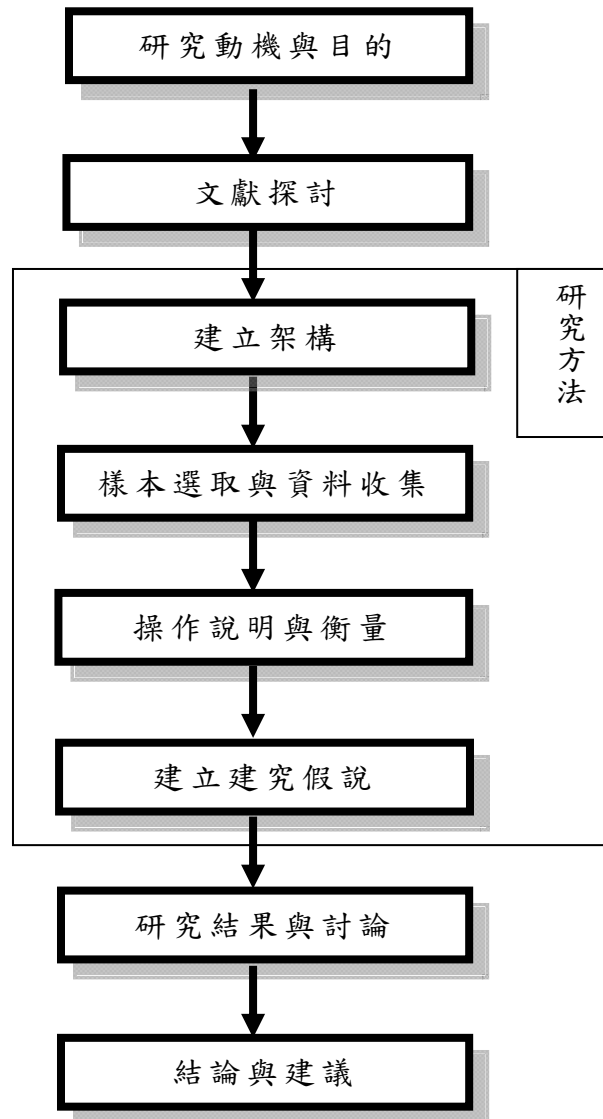 研究動機與目的
文獻探討
研究方法
建立架構
樣本選取與資料收集
操作說明與衡量
建立建究假說
研究結果與討論
結論與建議